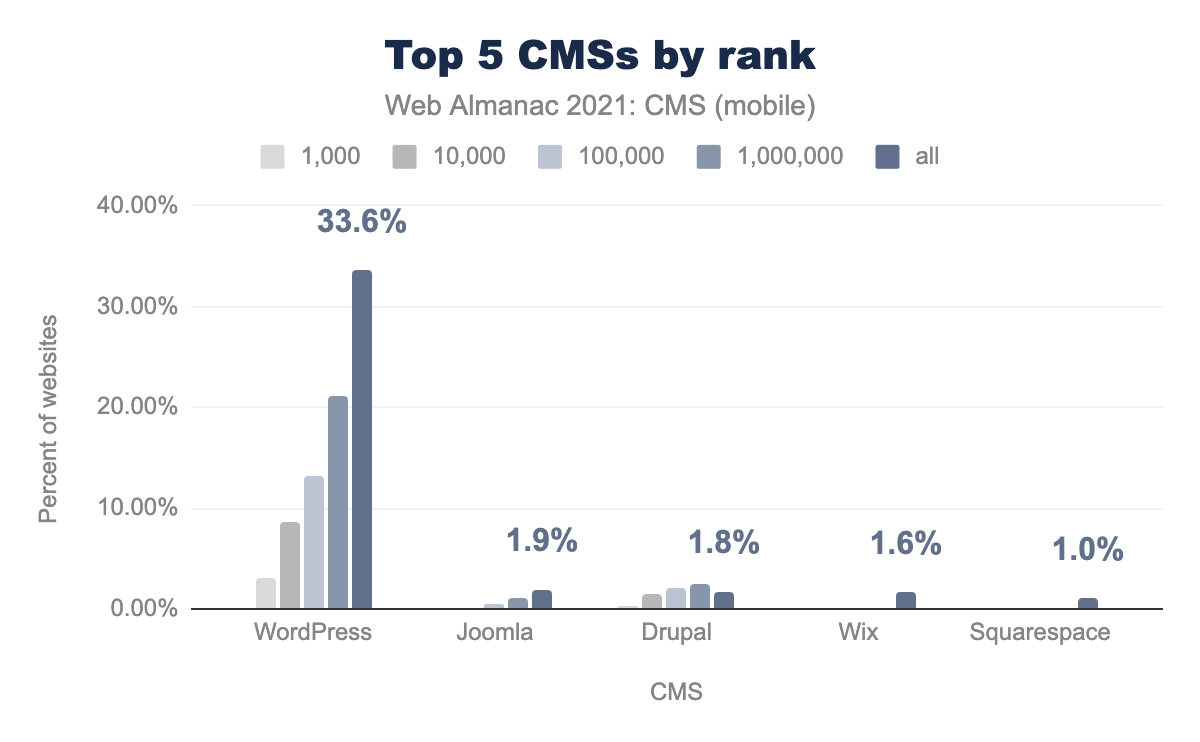 Top 5 CMSs by rank
Web Almanac 2021: CMS (mobile)
1,000 10,000 100,000 1,000,000 all
40.00%
30.00%
20.00%
10.00%
0.00%
Percent of websites
33.6%
1.9%
1.8%
1.6%
1.0%
WordPress Joomla Drupal Wix Squarespace
CMS